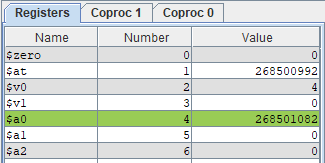 Registers Coproc 1 Coproc 0
Name Number Value
$zero 0 0
$at 1 268500992
$v0 2 4
$v1 3 0
$a0 4 268501082
$a1 5 0
$a2 6 0